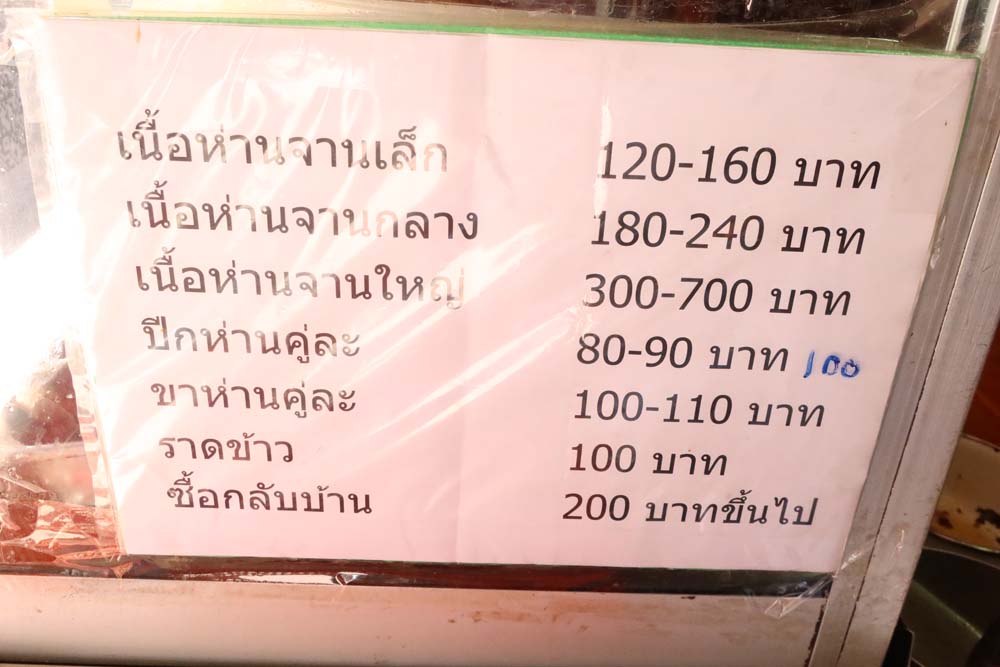 เนื้อห่านจานเล็ก 120-160 บาท
เนื้อห่านจานกลาง 180-240 บาท
เนื้อห่านจานใหญ่ 300-700 บาท
ปีกห่านคู่ละ 80-90 บาท 100
ขาห่านคู่ละ 100-110 บาท
ราดข้าว 100 บาท
ซื้อกลับบ้าน 200 บาทขึ้นไป